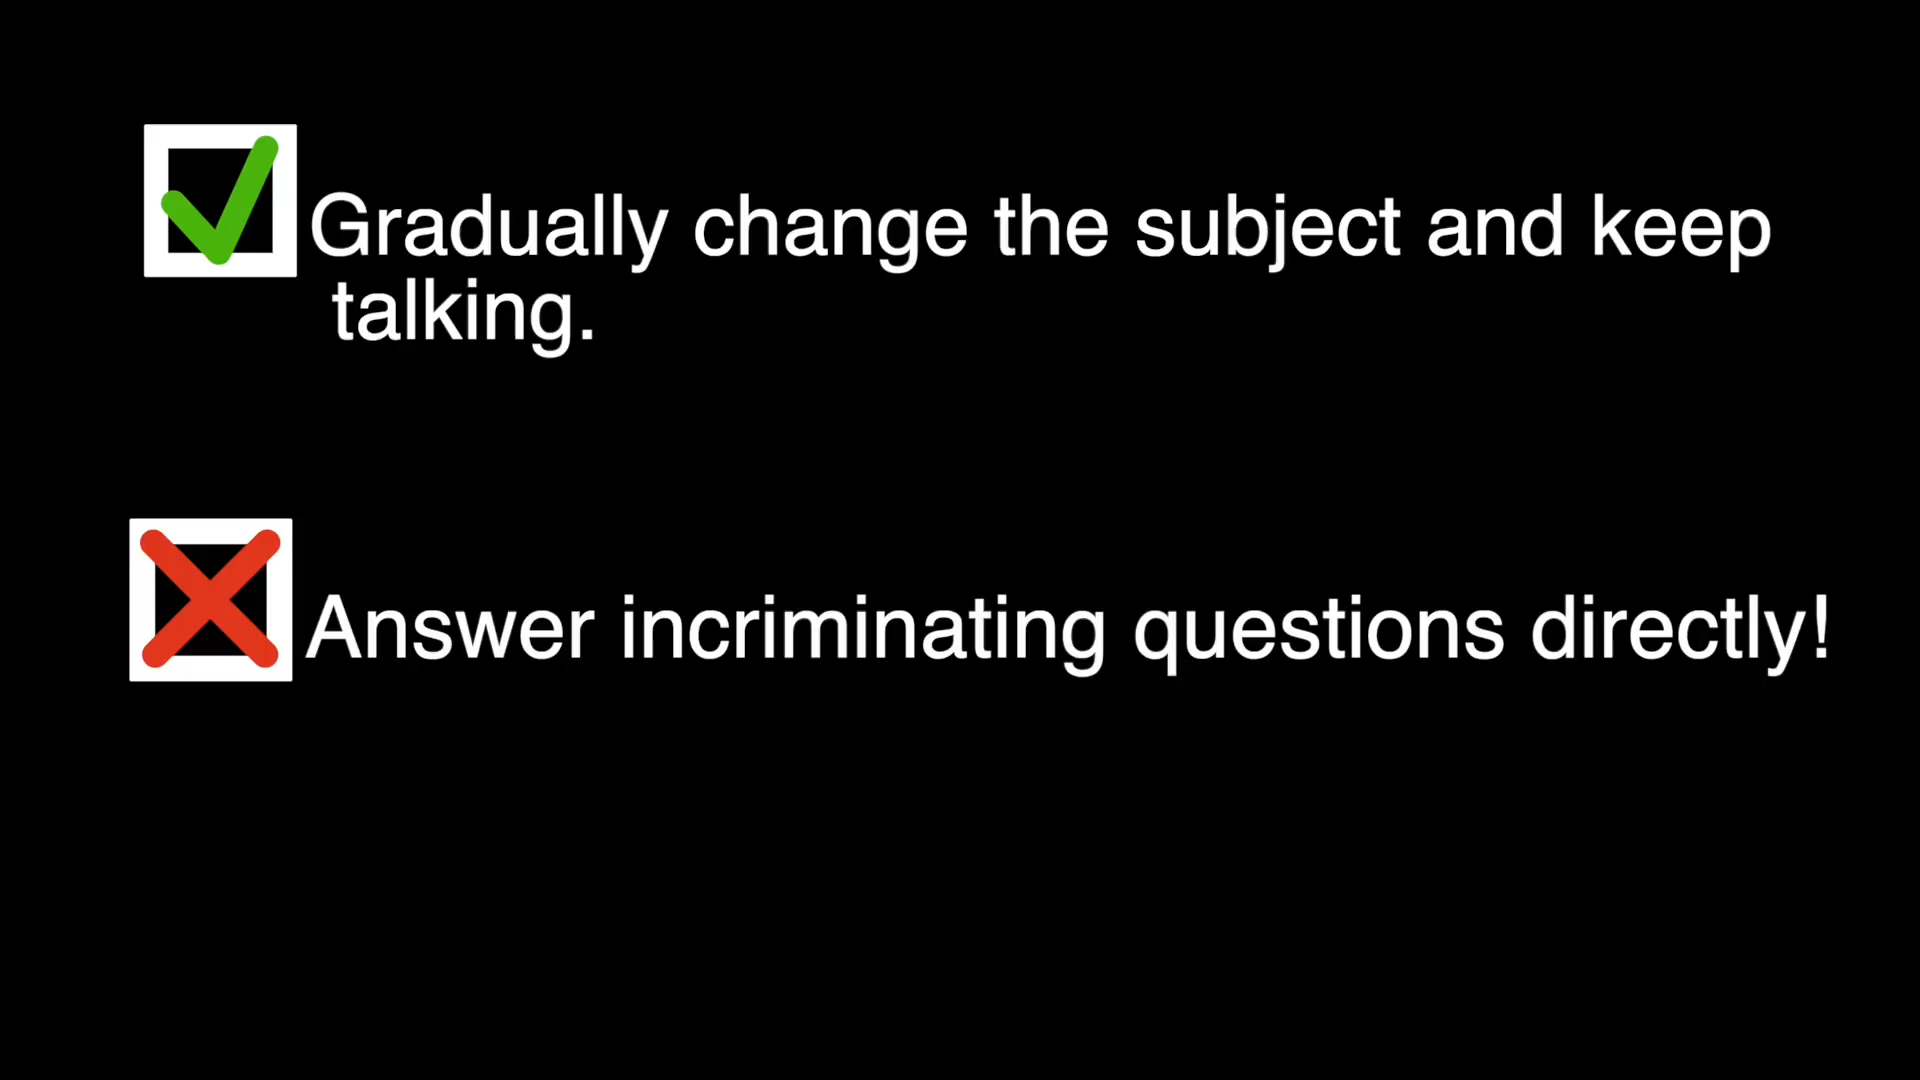 Gradually change the subject and keep
talking.
Answer incriminating questions directly!